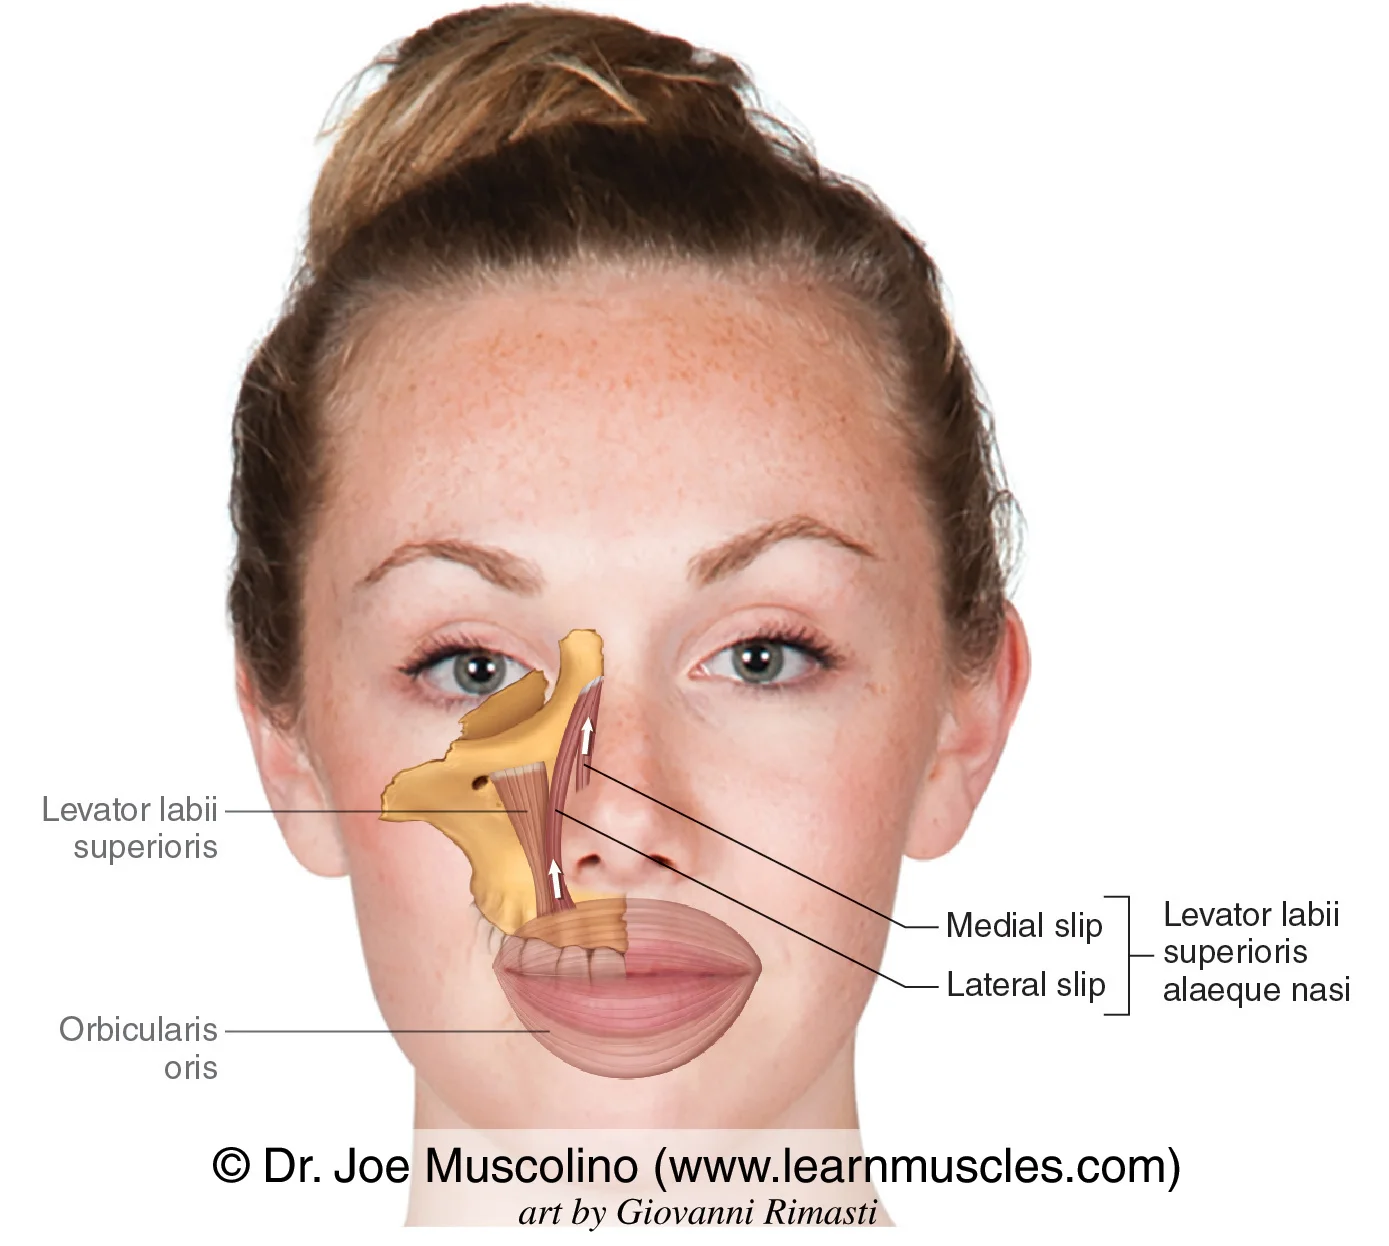 Levator labii
superioris
Orbicularis
oris
Medial slip
Lateral slip
Levator labii
superioris
alaeque nasi
© Dr. Joe Muscolino (www.learnmuscles.com)
art by Giovanni Rimasti